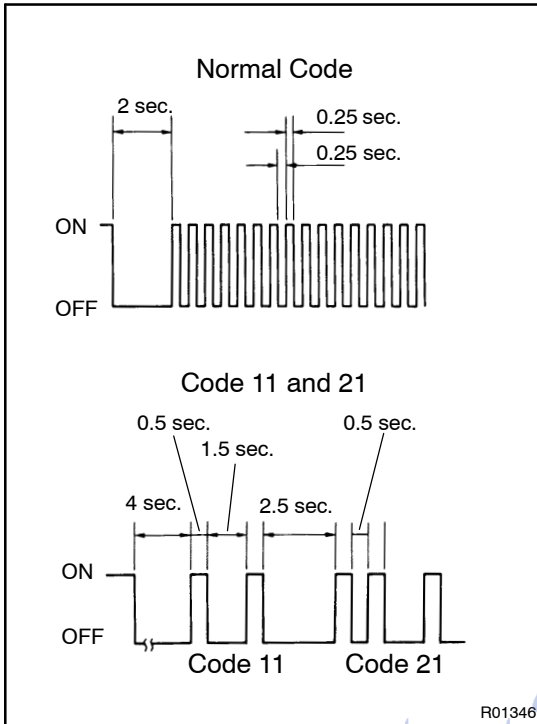 Normal Code
2 sec.
0.25 sec.
0.25 sec.
ON
OFF
Code 11 and 21
0.5 sec.
0.5 sec.
1.5 sec.
4 sec.
2.5 sec.
ON
OFF
Code 11
Code 21
R01346